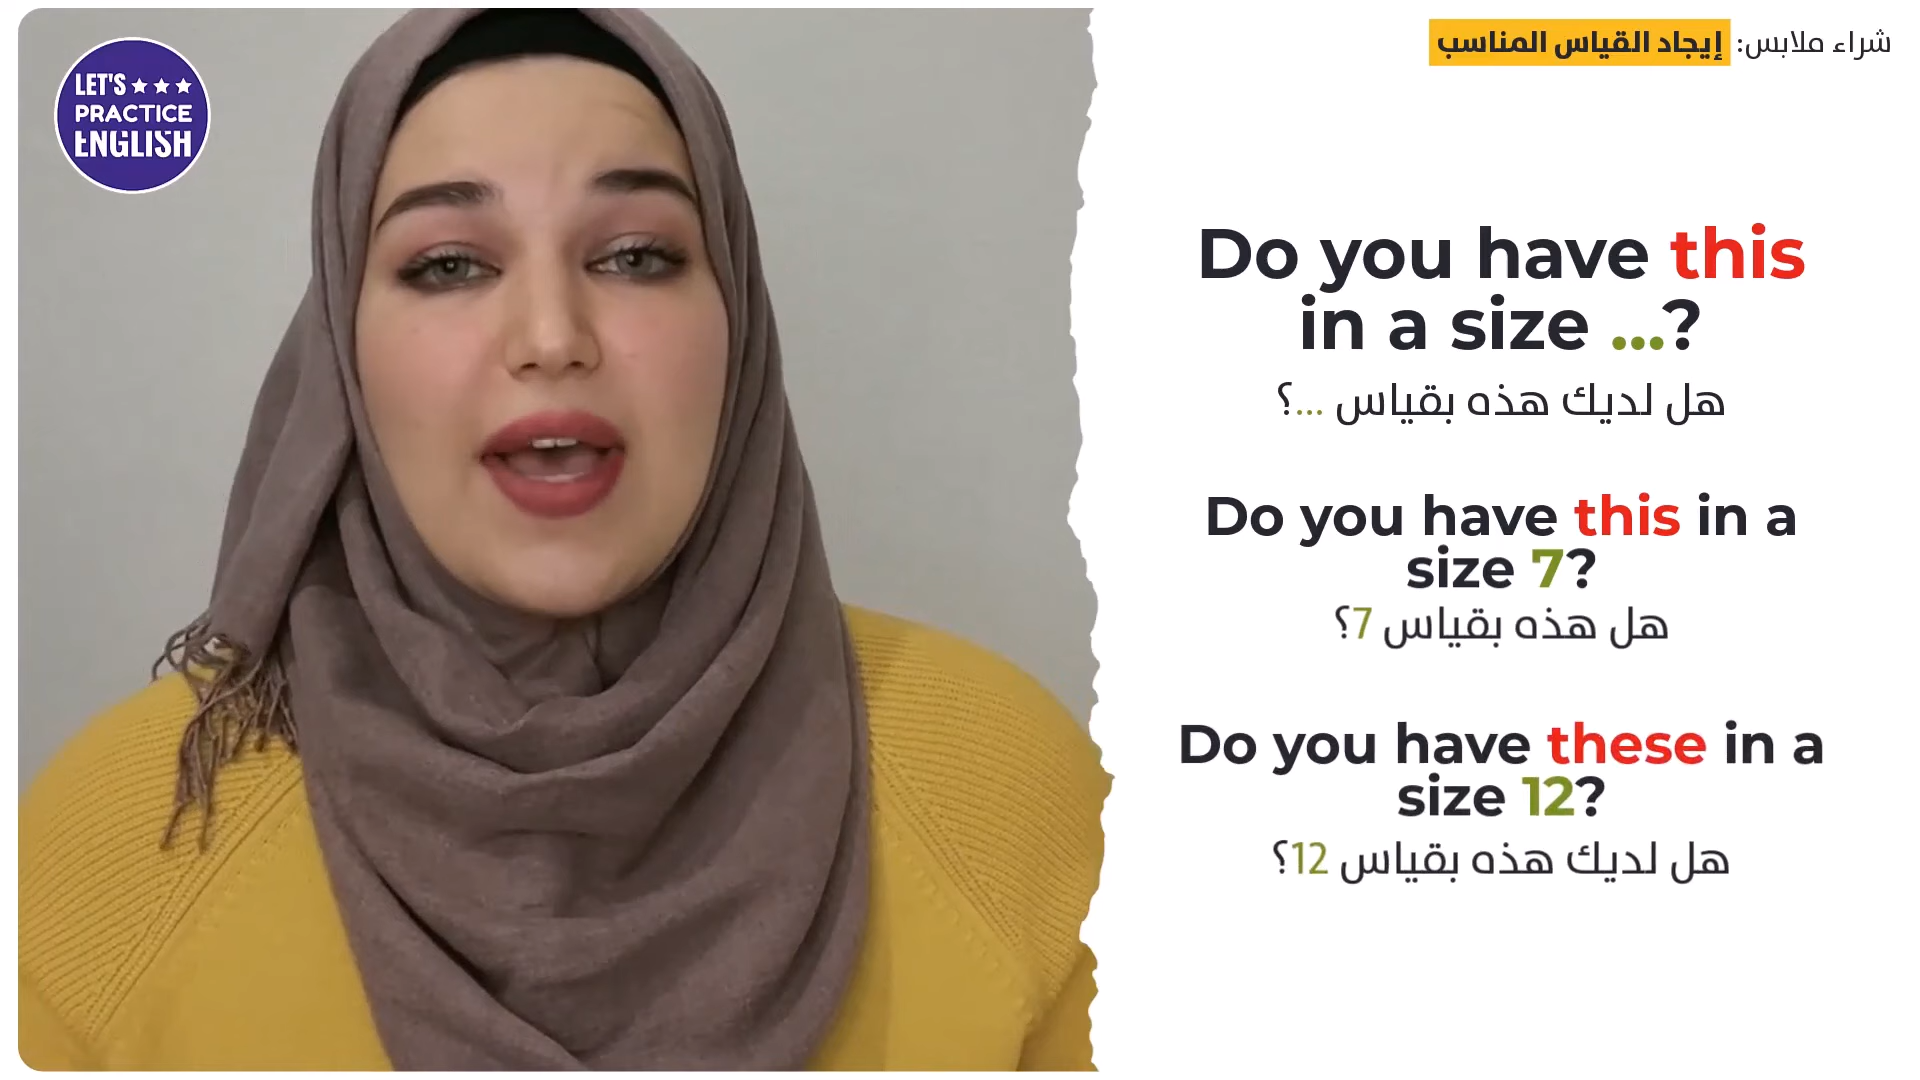 LET'S
PRACTICE
ENGLISH
شراء ملابس: إيجاد القياس المناسب
Do you have this
in a size ...?
هل لديك هذه بقياس ...؟
Do you have this in a
size 7?
هل هذه بقياس 7؟
Do you have these in a
size 12?
هل لديك هذه بقياس 12؟